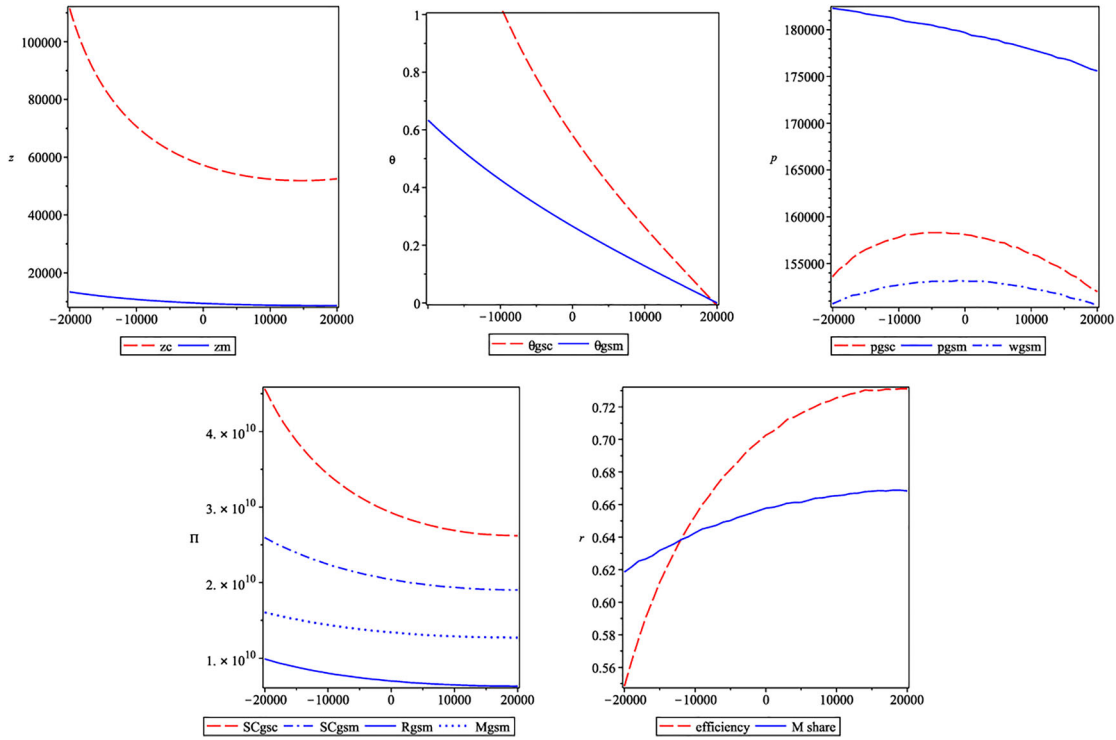 100000
80000
z
60000
40000
20000
−20000 −10000 0 10000 20000
zc zm
1
0.8
0.6
θ
0.4
0.2
0
−10000 0 10000 20000
θgsc θgsm
180000
175000
170000
p
165000
160000
155000
−20000 −10000 0 10000 20000
pgsc pgsm wgsm
4. × 10^10
3. × 10^10
Π
2. × 10^10
1. × 10^10
−20000 −10000 0 10000 20000
SCgsc SCgsm Rgsm Mgsm
0.72
0.70
0.68
0.66
r
0.64
0.62
0.60
0.58
0.56
−20000 −10000 0 10000 20000
efficiency M share